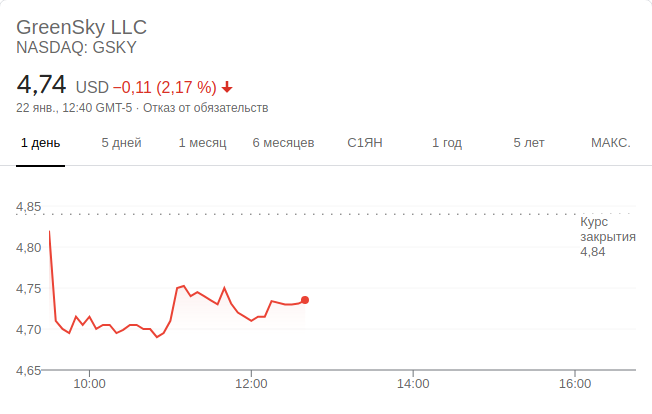 GreenSky LLC
NASDAQ: GSKY
4,74 USD −0,11 (2,17 %)
22 янв., 12:40 GMT-5 · Отказ от обязательств
1 день 5 дней 1 месяц 6 месяцев С1ЯН 1 год 5 лет МАКС.
4,85
Курс
закрытия
4,84
4,80
4,75
4,70
4,65
10:00 12:00 14:00 16:00